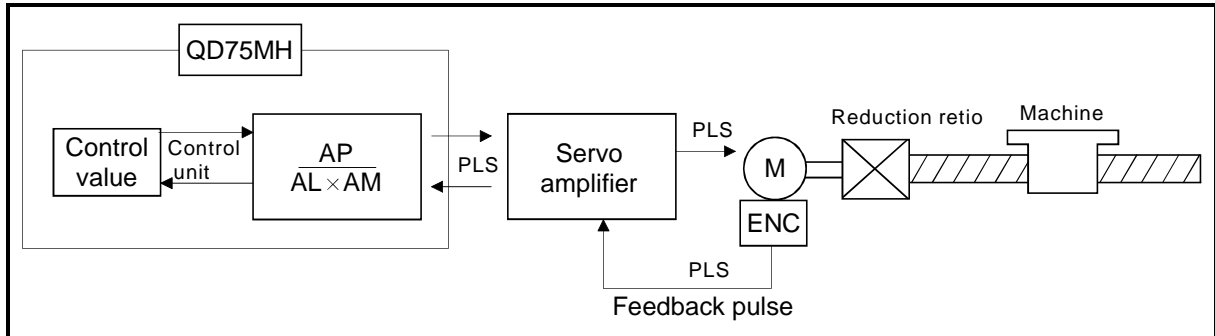 QD75MH
Control
value
Control
unit
AP
AL × AM
PLS
Servo
amplifier
PLS
M
ENC
Reduction retio
Machine
PLS
Feedback pulse